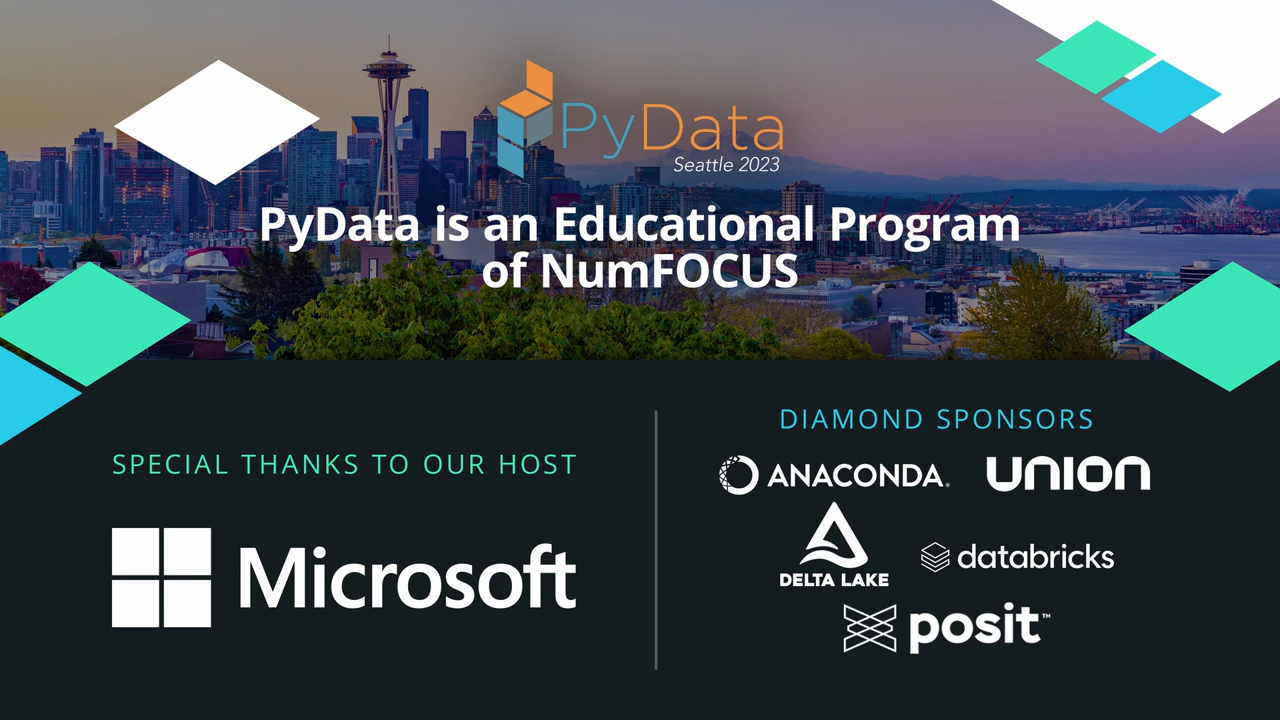 PyData
Seattle 2023
PyData is an Educational Program
of NumFOCUS
SPECIAL THANKS TO OUR HOST
Microsoft
DIAMOND SPONSORS
ANACONDA.
UNION
DELTA LAKE
databricks
posit™